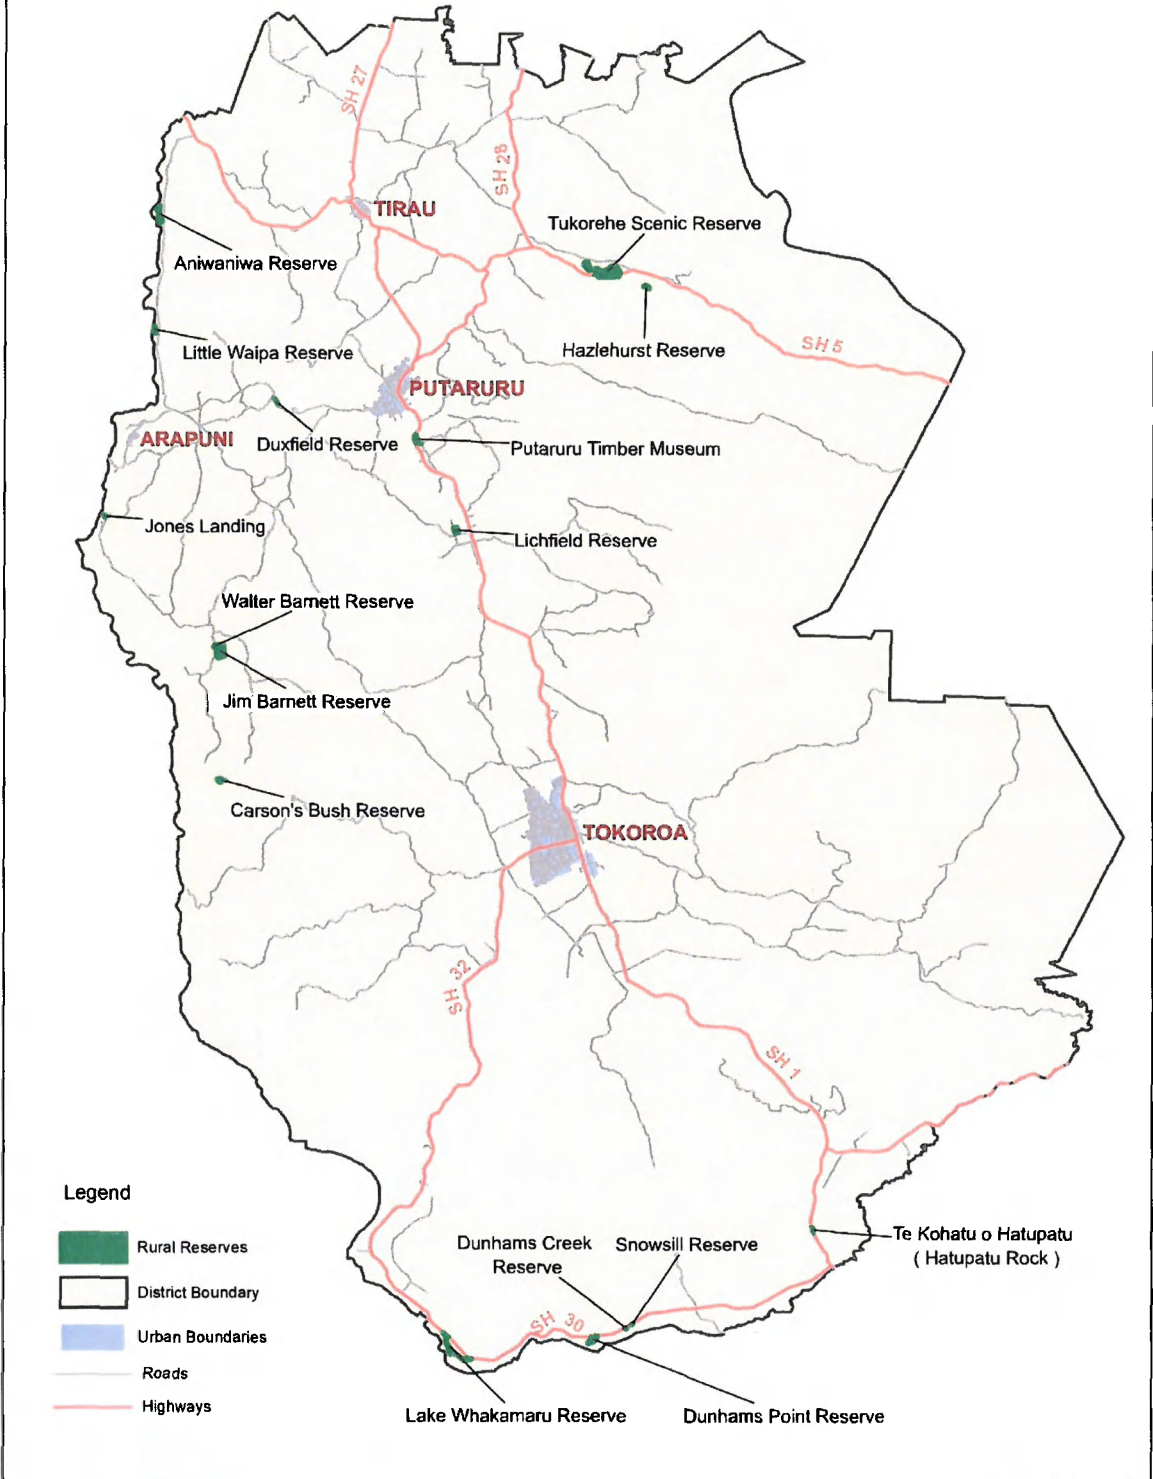 SH 27
SH 28
TIRAU
Tukorehe Scenic Reserve
Aniwaniwa Reserve
Little Waipa Reserve
Hazlehurst Reserve
SH 5
PUTARURU
ARAPUNI
Duxfield Reserve
Putaruru Timber Museum
Jones Landing
Lichfield Reserve
Walter Barnett Reserve
Jim Barnett Reserve
Carson's Bush Reserve
TOKOROA
SH 32
SH 1
Legend
Rural Reserves
District Boundary
Urban Boundaries
Roads
Highways
Dunhams Creek
Reserve
Snowsill Reserve
Te Kohatu o Hatupatu
( Hatupatu Rock )
SH 30
Lake Whakamaru Reserve
Dunhams Point Reserve